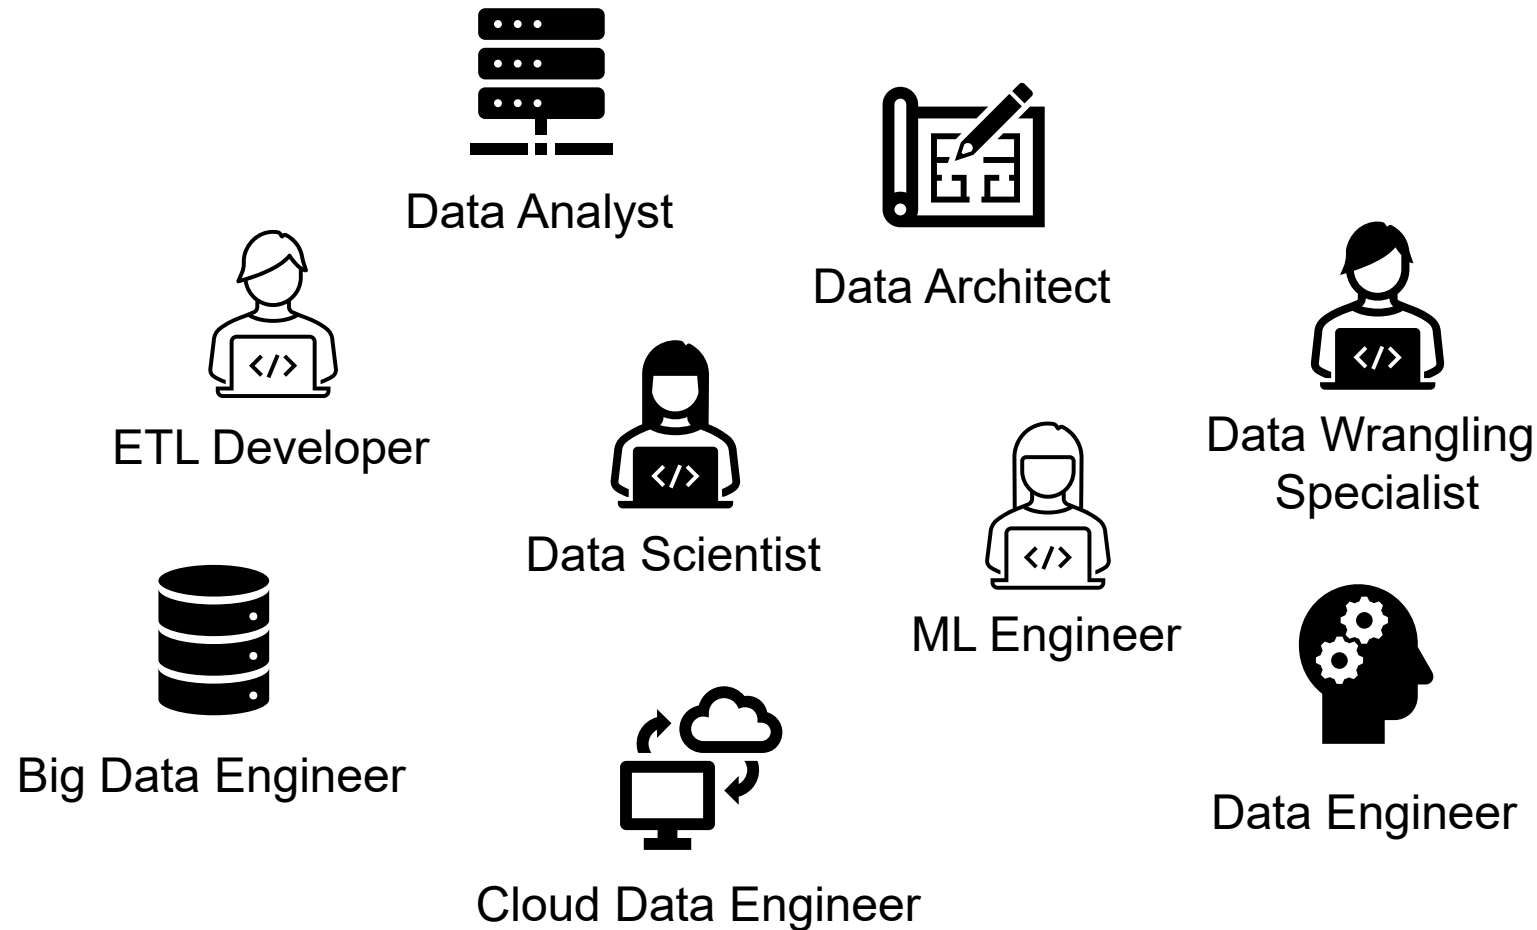 Data Analyst
Data Architect
ETL Developer
</>
</>
Data Wrangling
Specialist
</>
Data Scientist
</>
ML Engineer
Big Data Engineer
Data Engineer
Cloud Data Engineer